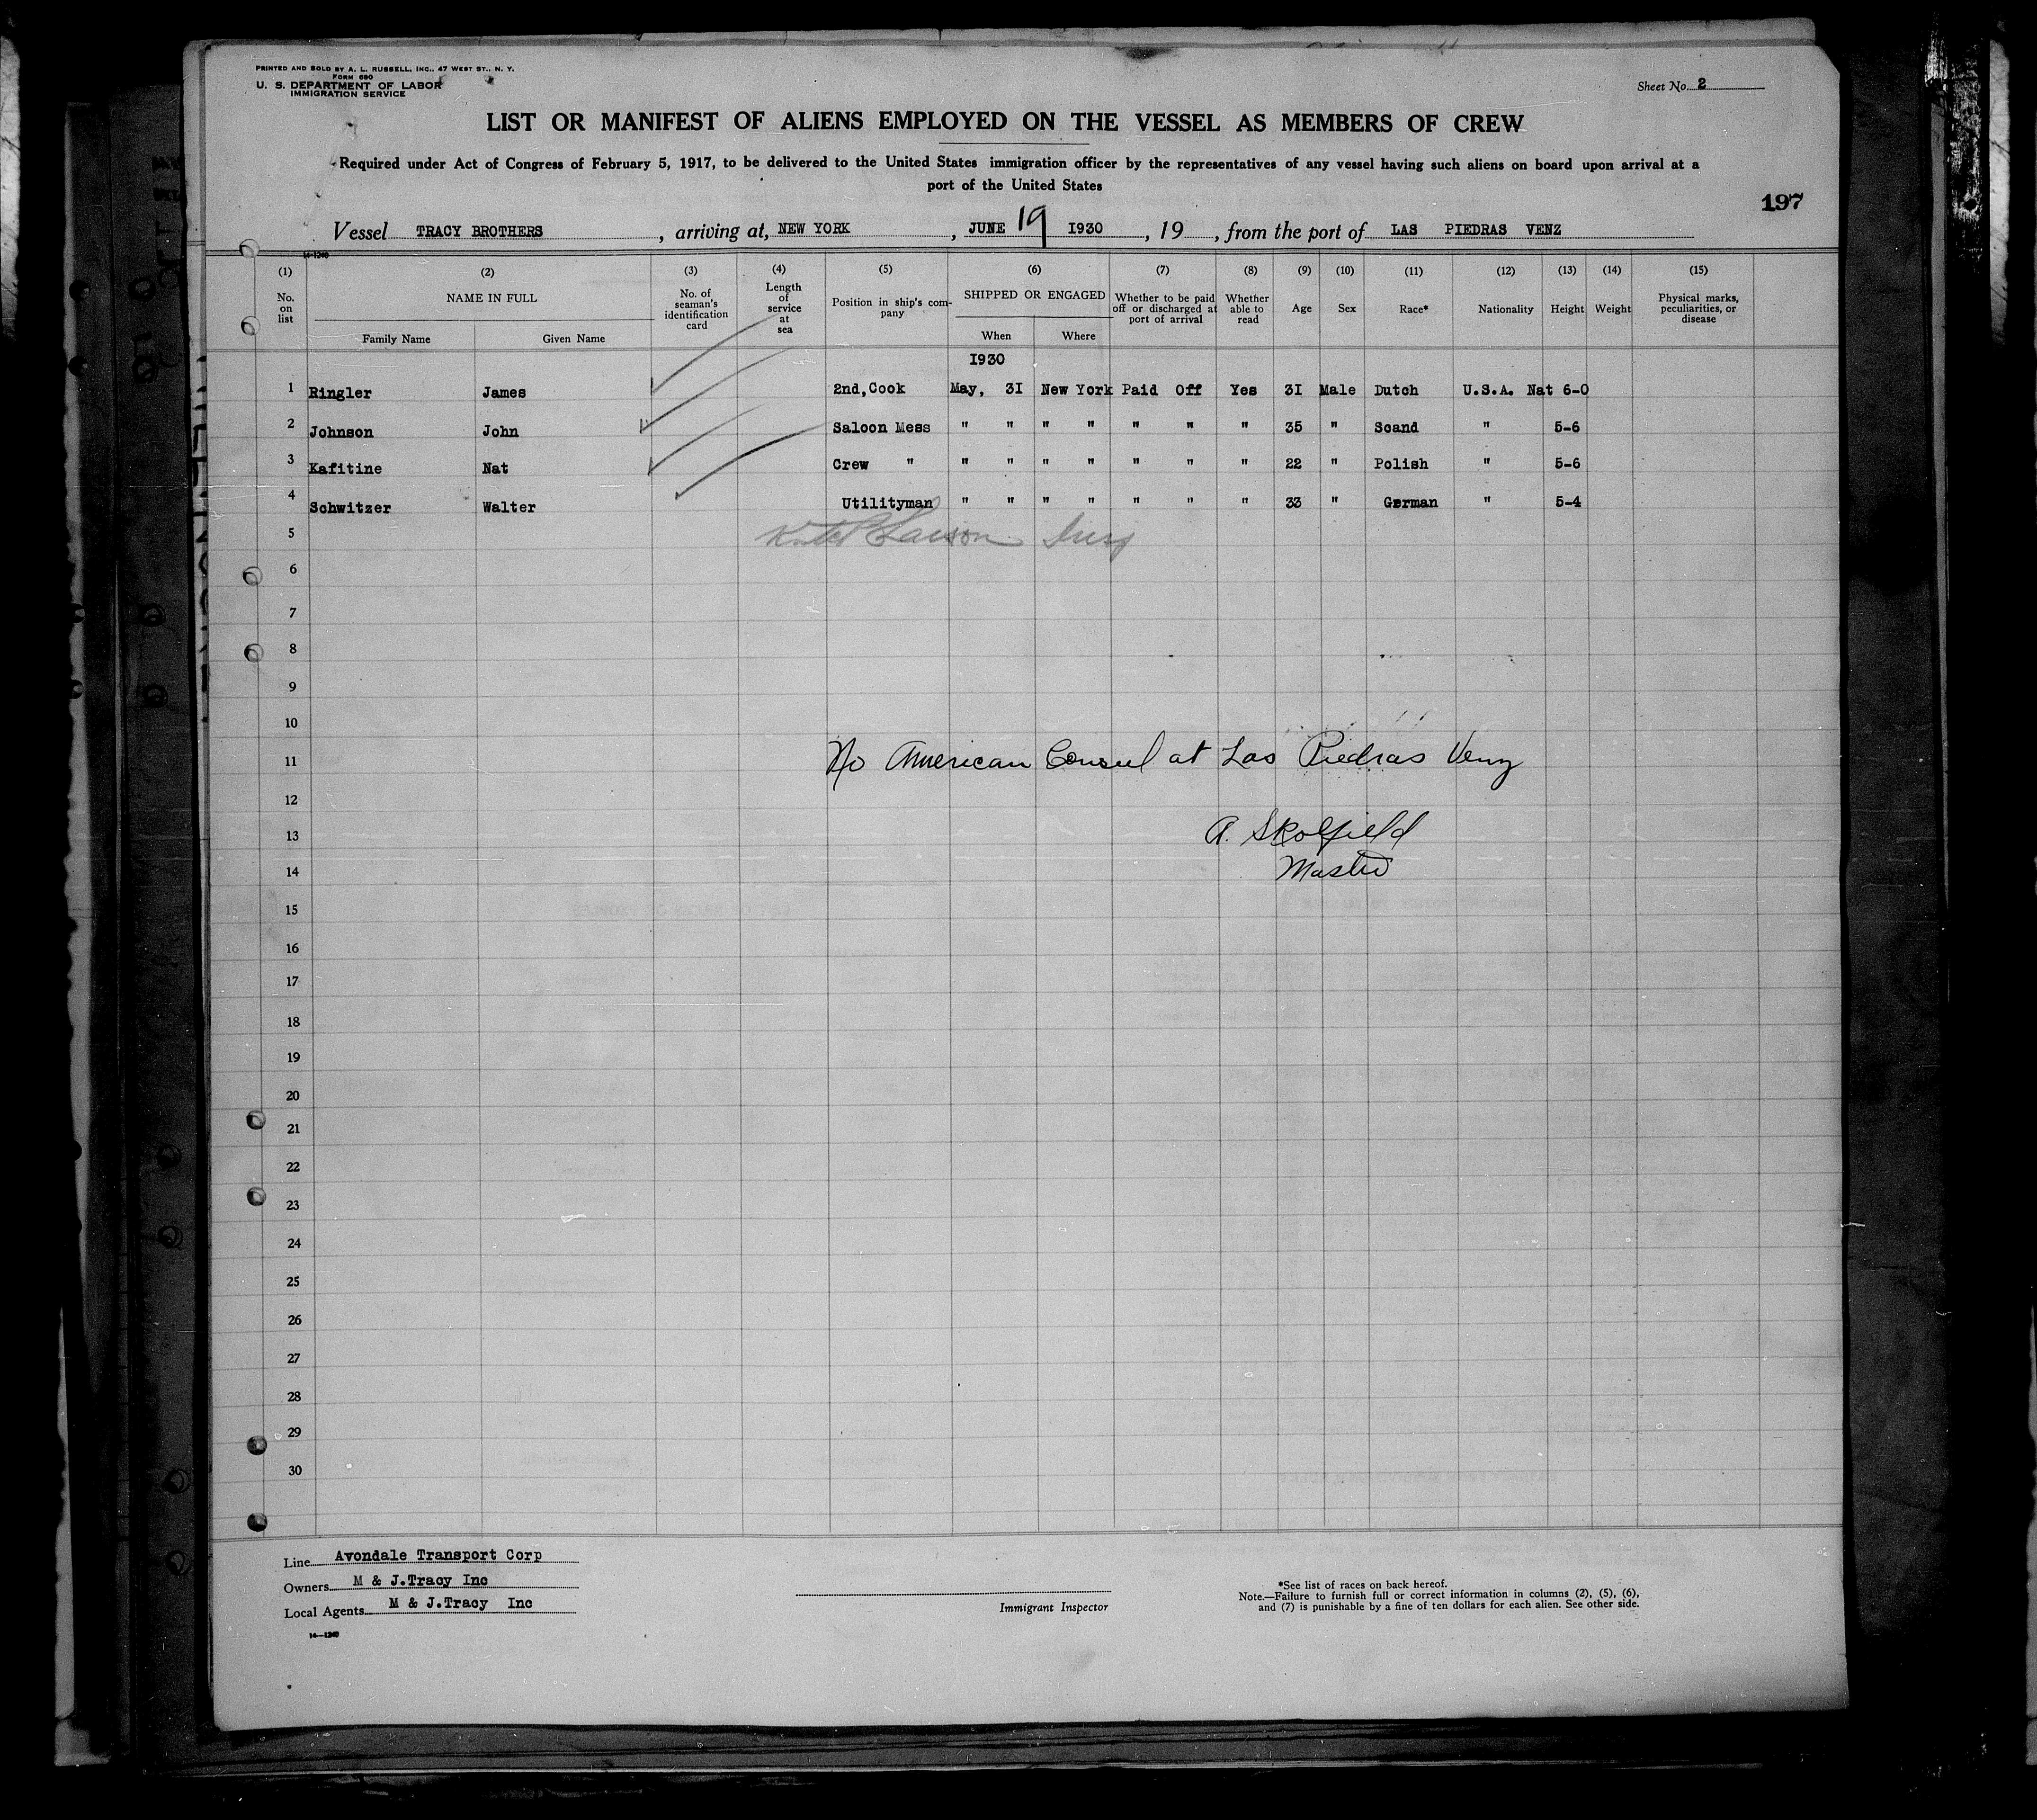 PRINTED AND SOLD BY A. L. RUSSELL, INC., 47 WEST ST., N. Y.
FORM 680
U. S. DEPARTMENT OF LABOR
IMMIGRATION SERVICE
Sheet No. 2
LIST OR MANIFEST OF ALIENS EMPLOYED ON THE VESSEL AS MEMBERS OF CREW
Required under Act of Congress of February 5, 1917, to be delivered to the United States immigration officer by the representatives of any vessel having such aliens on board upon arrival at a
port of the United States
197
Vessel TRACY BROTHERS, arriving at, NEW YORK, JUNE 19 1930, 19, from the port of LAS PIEDRAS VENZ
14-1240
(1) (2) (3) (4) (5) (6) (7) (8) (9) (10) (11) (12) (13) (14) (15)
No. on list
NAME IN FULL
Family Name Given Name
No. of seaman's identification card
Length of service at sea
Position in ship's company
SHIPPED OR ENGAGED
When Where
Whether to be paid off or discharged at port of arrival
Whether able to read
Age
Sex
Race*
Nationality
Height
Weight
Physical marks, peculiarities, or disease
1930
1 Ringler James 2nd,Cook May, 31 New York Paid Off Yes 31 Male Dutch U.S.A. Nat 6-0
2 Johnson John Saloon Mess " " " " " " " 35 " Scand " 5-6
3 Kafitine Nat Crew " " " " " " " " 22 " Polish " 5-6
4 Schwitzer Walter Utilityman " " " " " " " 33 " German " 5-4
5
6
7
8
9
10
11 No American Consul at Las Piedras Venz
12
13 A. Skolfield
14 Master
15
16
17
18
19
20
21
22
23
24
25
26
27
28
29
30
Line Avondale Transport Corp
Owners M & J.Tracy Inc
Local Agents M & J.Tracy Inc
14-1240
Immigrant Inspector
*See list of races on back hereof.
Note.—Failure to furnish full or correct information in columns (2), (5), (6),
and (7) is punishable by a fine of ten dollars for each alien. See other side.